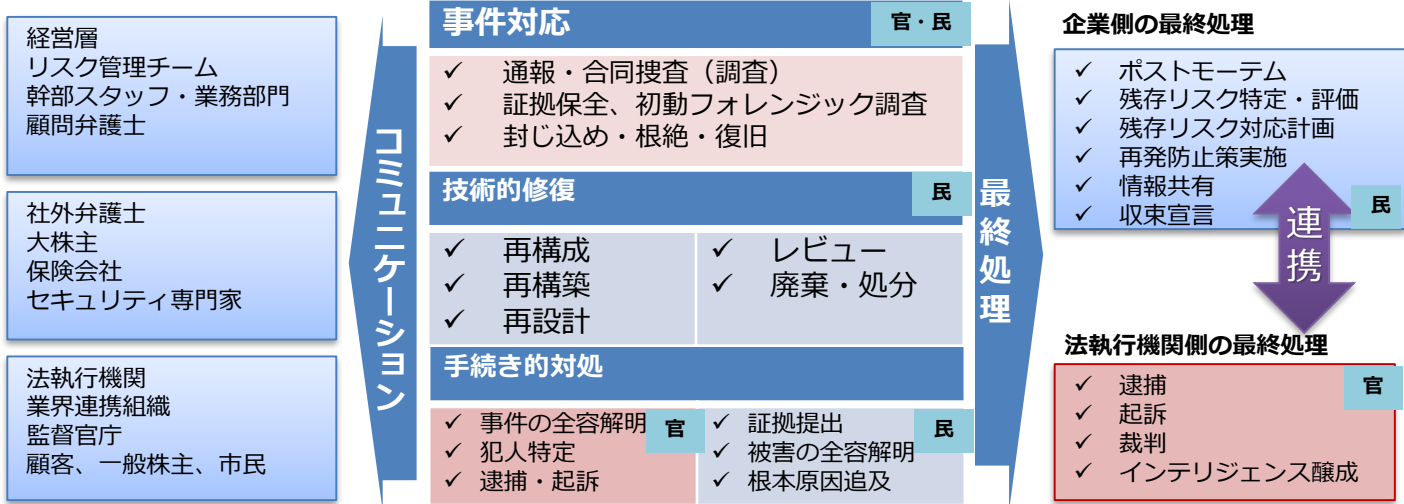 経営層
リスク管理チーム
幹部スタッフ・業務部門
顧問弁護士
社外弁護士
大株主
保険会社
セキュリティ専門家
法執行機関
業界連携組織
監督官庁
顧客、一般株主、市民
コミュニケーション
事件対応
官・民
✓ 通報・合同捜査（調査）
✓ 証拠保全、初動フォレンジック調査
✓ 封じ込め・根絶・復旧
技術的修復
民
✓ 再構成
✓ 再構築
✓ 再設計
✓ レビュー
✓ 廃棄・処分
手続き的対処
✓ 事件の全容解明
✓ 犯人特定
✓ 逮捕・起訴
官
✓ 証拠提出
✓ 被害の全容解明
✓ 根本原因追及
民
最終処理
企業側の最終処理
✓ ポストモーテム
✓ 残存リスク特定・評価
✓ 残存リスク対応計画
✓ 再発防止策実施
✓ 情報共有
✓ 収束宣言
民
連携
法執行機関側の最終処理
✓ 逮捕
✓ 起訴
✓ 裁判
✓ インテリジェンス醸成
官